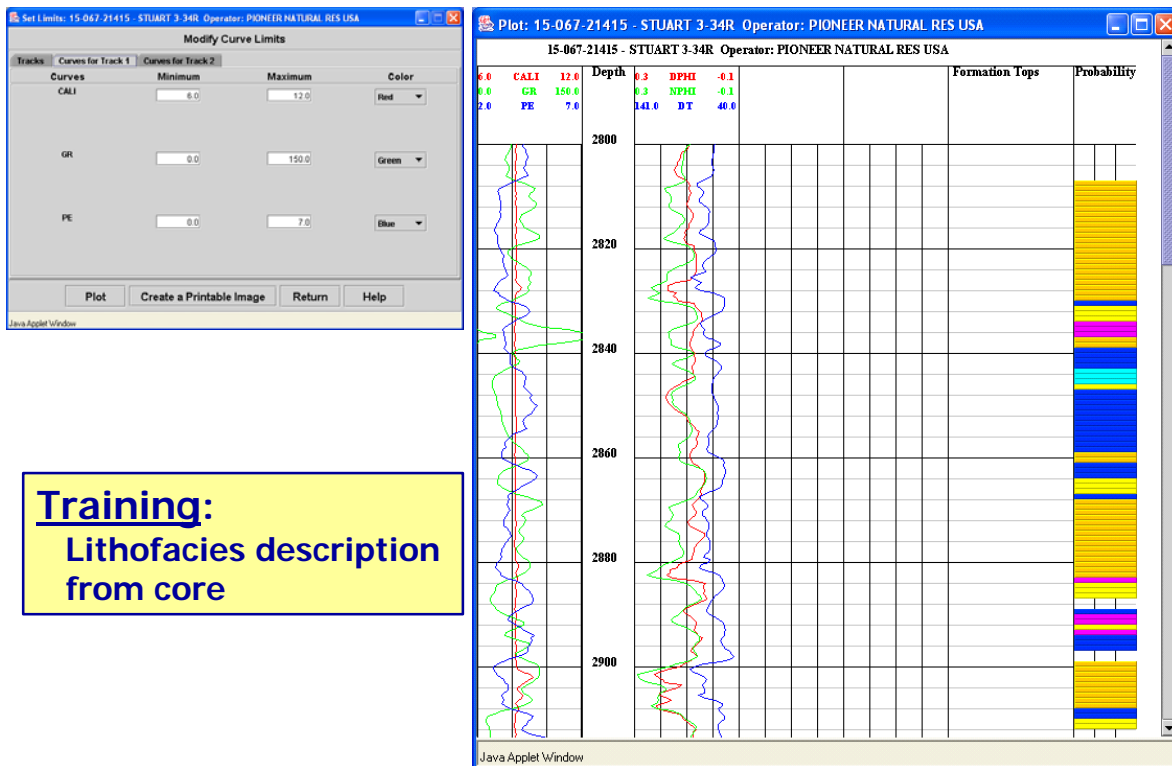 Set Limits: 15-067-21415 - STUART 3-34R Operator: PIONEER NATURAL RES USA
Modify Curve Limits
Tracks Curves for Track 1 Curves for Track 2
Curves Minimum Maximum Color
CALI 6.0 12.0 Red
GR 0.0 150.0 Green
PE 0.0 7.0 Blue
Plot Create a Printable Image Return Help
Java Applet Window
Training:
Lithofacies description
from core
Plot: 15-067-21415 - STUART 3-34R Operator: PIONEER NATURAL RES USA
15-067-21415 - STUART 3-34R Operator: PIONEER NATURAL RES USA
6.0 CALI 12.0 Depth 0.3 DPHI -0.1 Formation Tops Probability
0.0 GR 150.0 0.3 NPHI -0.1
2.0 PE 7.0 141.0 DT 40.0
2800
2820
2840
2860
2880
2900
Java Applet Window